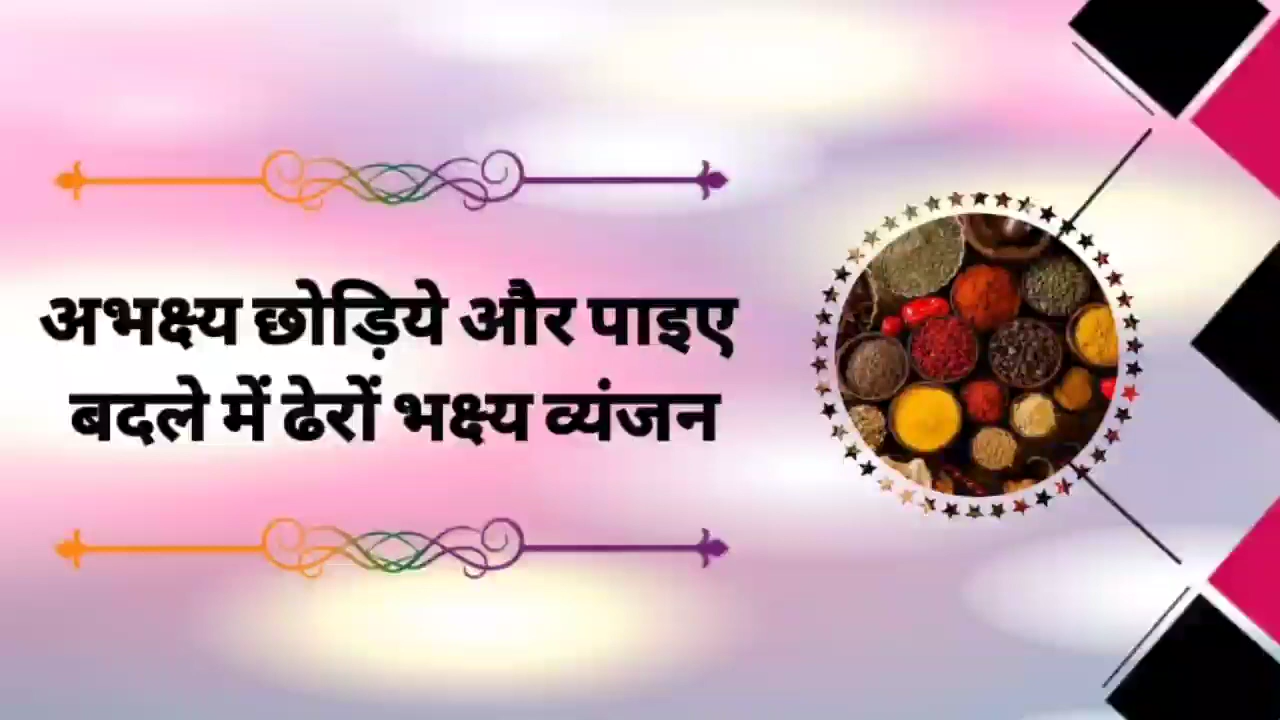 अभक्ष्य छोड़िये और पाइए
बदले में ढेरों भक्ष्य व्यंजन